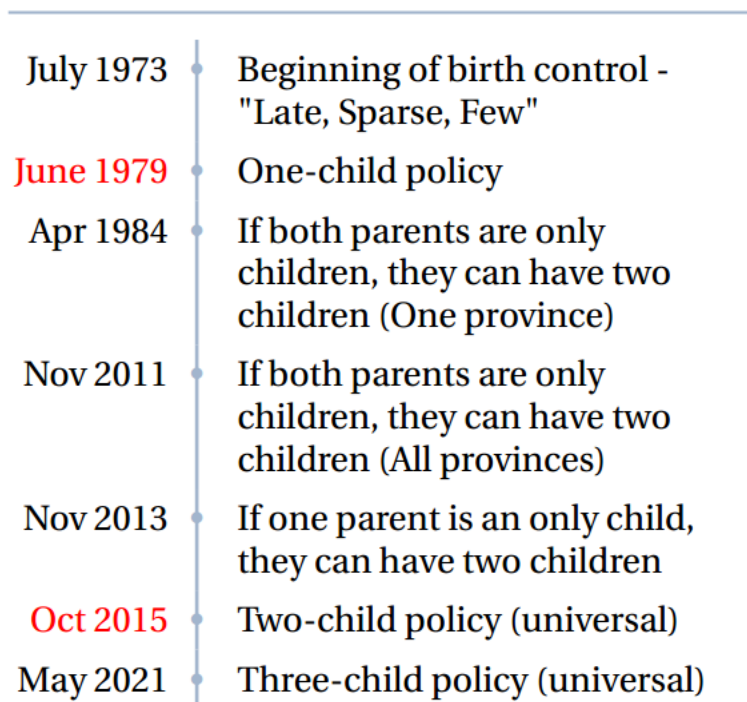 July 1973 Beginning of birth control -
"Late, Sparse, Few"
June 1979 One-child policy
Apr 1984 If both parents are only
children, they can have two
children (One province)
Nov 2011 If both parents are only
children, they can have two
children (All provinces)
Nov 2013 If one parent is an only child,
they can have two children
Oct 2015 Two-child policy (universal)
May 2021 Three-child policy (universal)